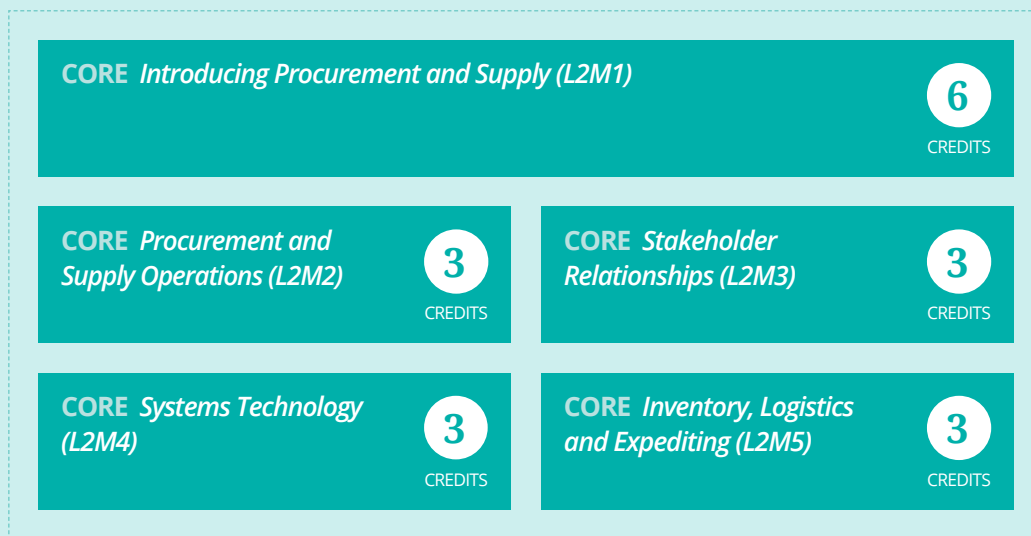 CORE Introducing Procurement and Supply (L2M1)
6
CREDITS
CORE Procurement and
Supply Operations (L2M2)
3
CREDITS
CORE Stakeholder
Relationships (L2M3)
3
CREDITS
CORE Systems Technology
(L2M4)
3
CREDITS
CORE Inventory, Logistics
and Expediting (L2M5)
3
CREDITS